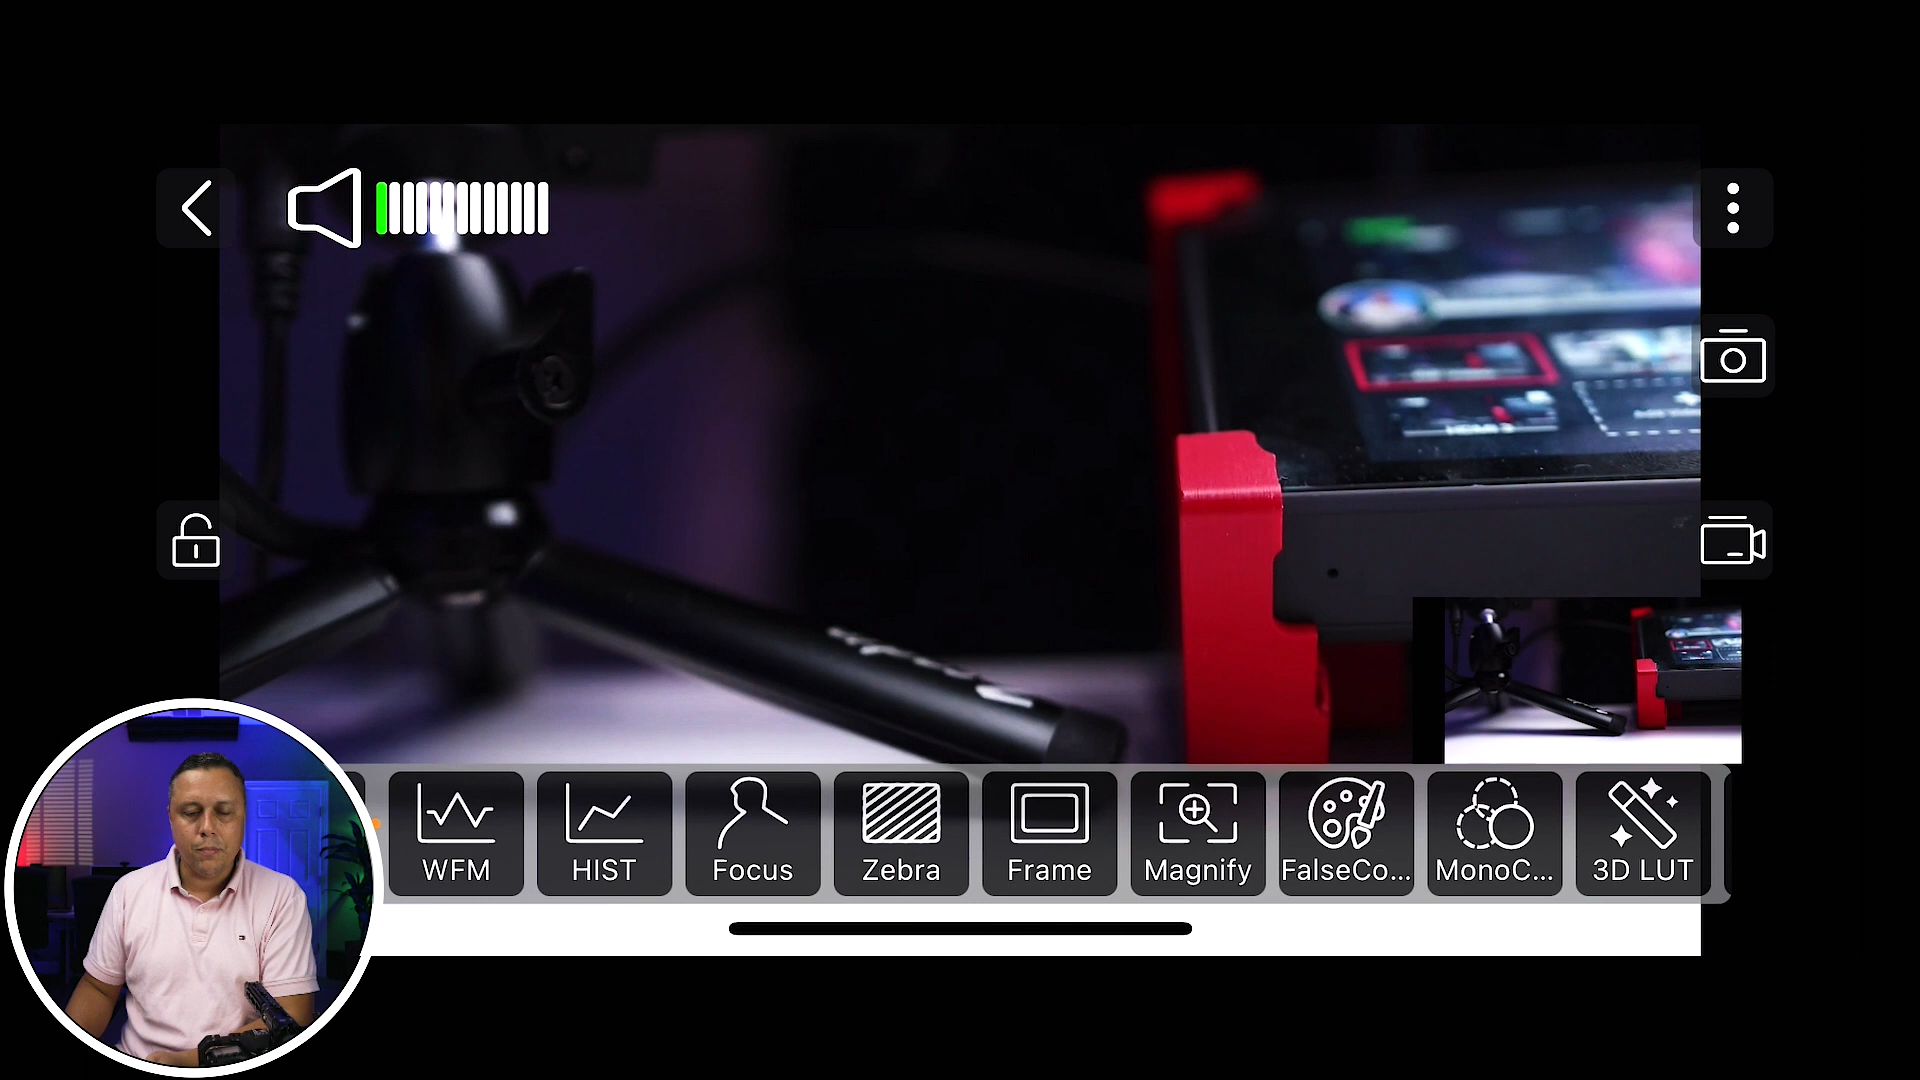 WFM
HIST
Focus
Zebra
Frame
Magnify
FalseCo...
MonoC...
3D LUT